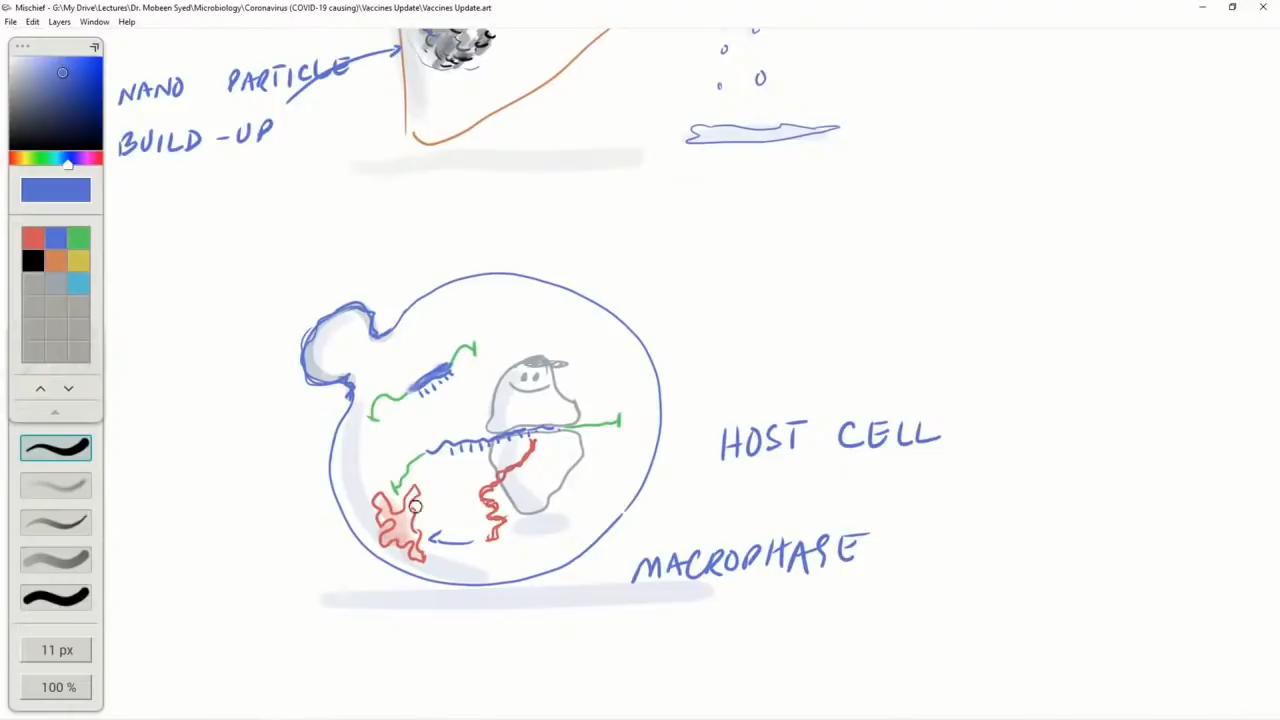 Mischief - G:\My Drive\Lectures\Dr. Mobeen Syed\Microbiology\Coronavirus (COVID-19 causing)\Vaccines Update\Vaccines Update.art
File Edit Layers Window Help
NANO PARTICLE
BUILD-UP
HOST CELL
MACROPHAGE
11 px
100 %